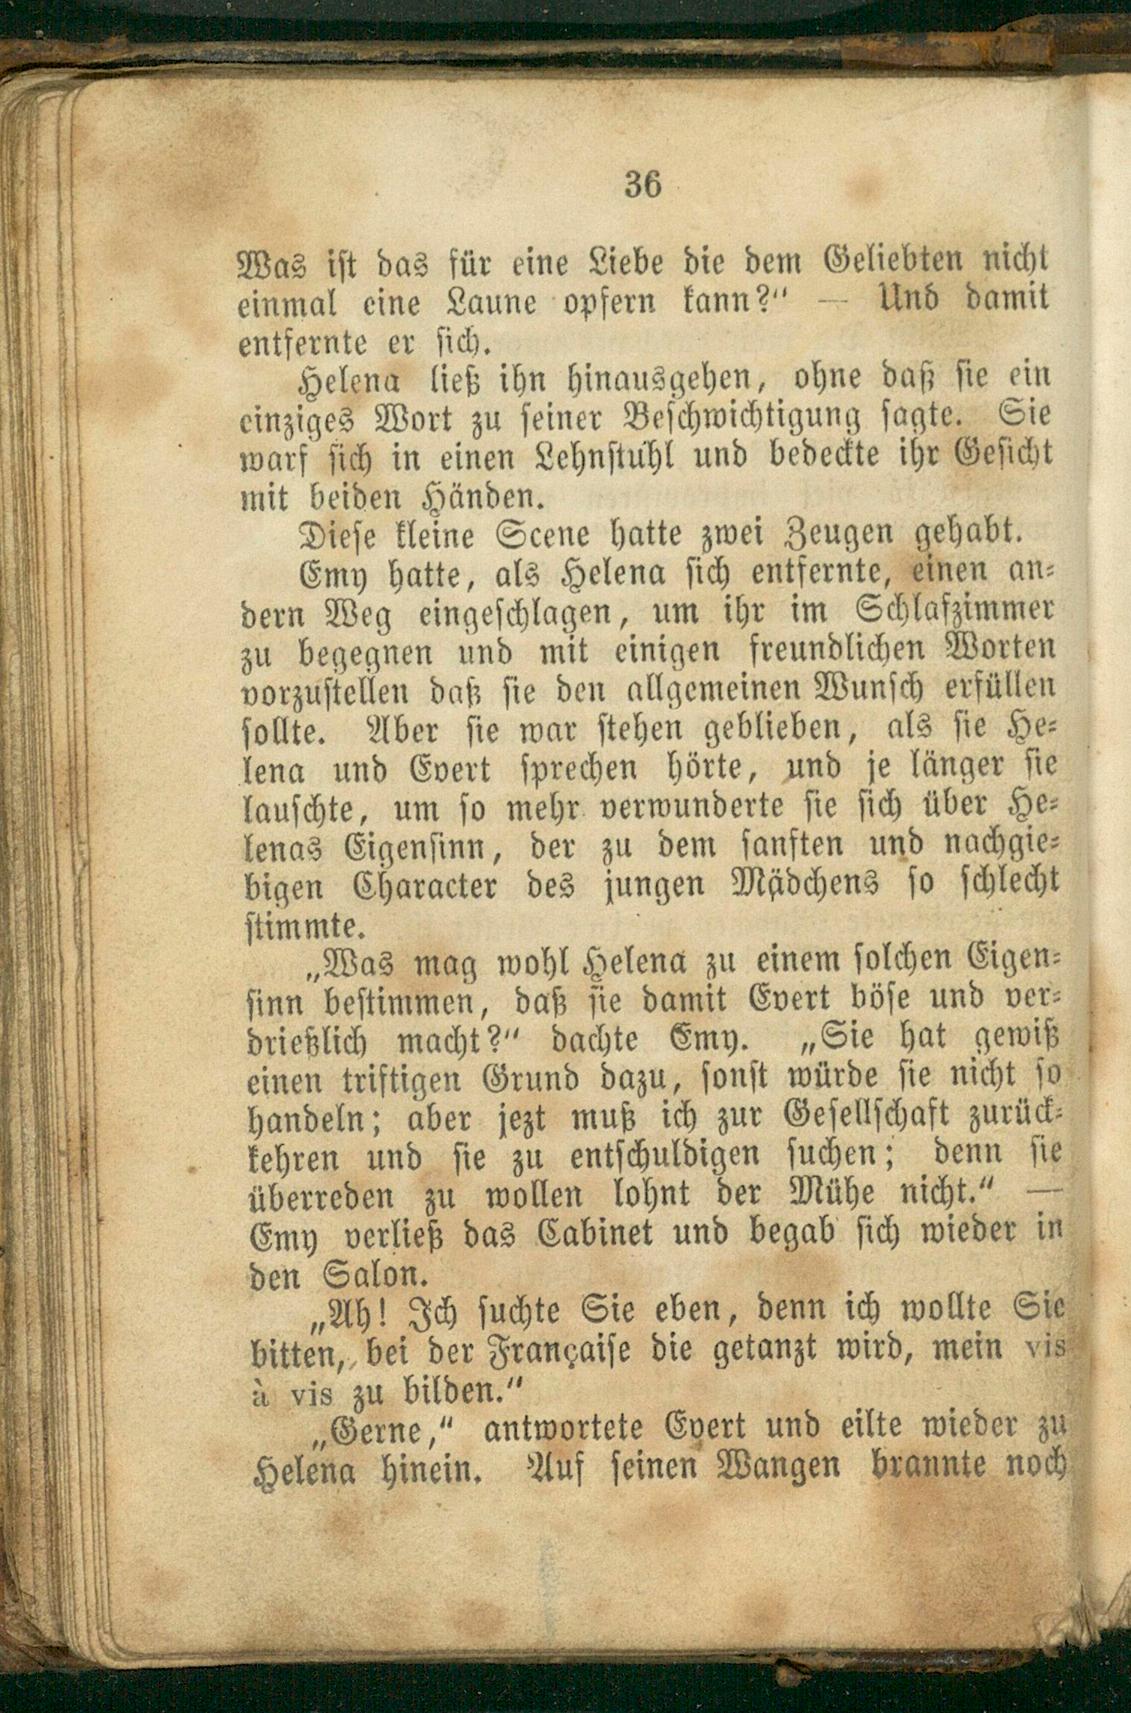 36
Was ist das für eine Liebe die dem Geliebten nicht
einmal eine Laune opfern kann?“ — Und damit
entfernte er sich.
Helena ließ ihn hinausgehen, ohne daß sie ein
einziges Wort zu seiner Beschwichtigung sagte. Sie
warf sich in einen Lehnstuhl und bedeckte ihr Gesicht
mit beiden Händen.
Diese kleine Scene hatte zwei Zeugen gehabt.
Emy hatte, als Helena sich entfernte, einen an-
dern Weg eingeschlagen, um ihr im Schlafzimmer
zu begegnen und mit einigen freundlichen Worten
vorzustellen daß sie den allgemeinen Wunsch erfüllen
sollte. Aber sie war stehen geblieben, als sie He-
lena und Evert sprechen hörte, und je länger sie
lauschte, um so mehr verwunderte sie sich über He-
lenas Eigensinn, der zu dem sanften und nachgie-
bigen Character des jungen Mädchens so schlecht
stimmte.
„Was mag wohl Helena zu einem solchen Eigen-
sinn bestimmen, daß sie damit Evert böse und ver-
drießlich macht?“ dachte Emy. „Sie hat gewiß
einen triftigen Grund dazu, sonst würde sie nicht so
handeln; aber jezt muß ich zur Gesellschaft zurück-
kehren und sie zu entschuldigen suchen; denn sie
überreden zu wollen lohnt der Mühe nicht.“ —
Emy verließ das Cabinet und begab sich wieder in
den Salon.
„Ah! Ich suchte Sie eben, denn ich wollte Sie
bitten, bei der Française die getanzt wird, mein vis
à vis zu bilden.“
„Gerne,“ antwortete Evert und eilte wieder zu
Helena hinein. Auf seinen Wangen brannte noch